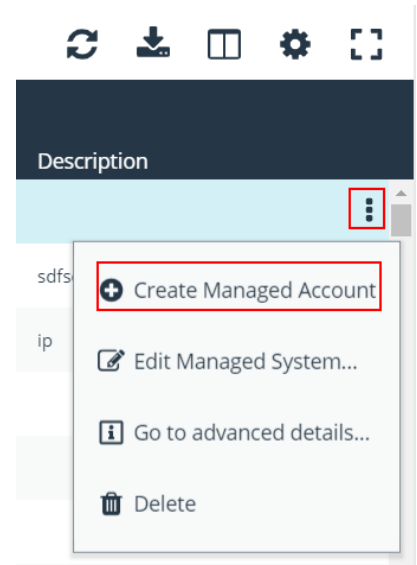 Description
sdfs
Create Managed Account
ip
Edit Managed System...
Go to advanced details...
Delete